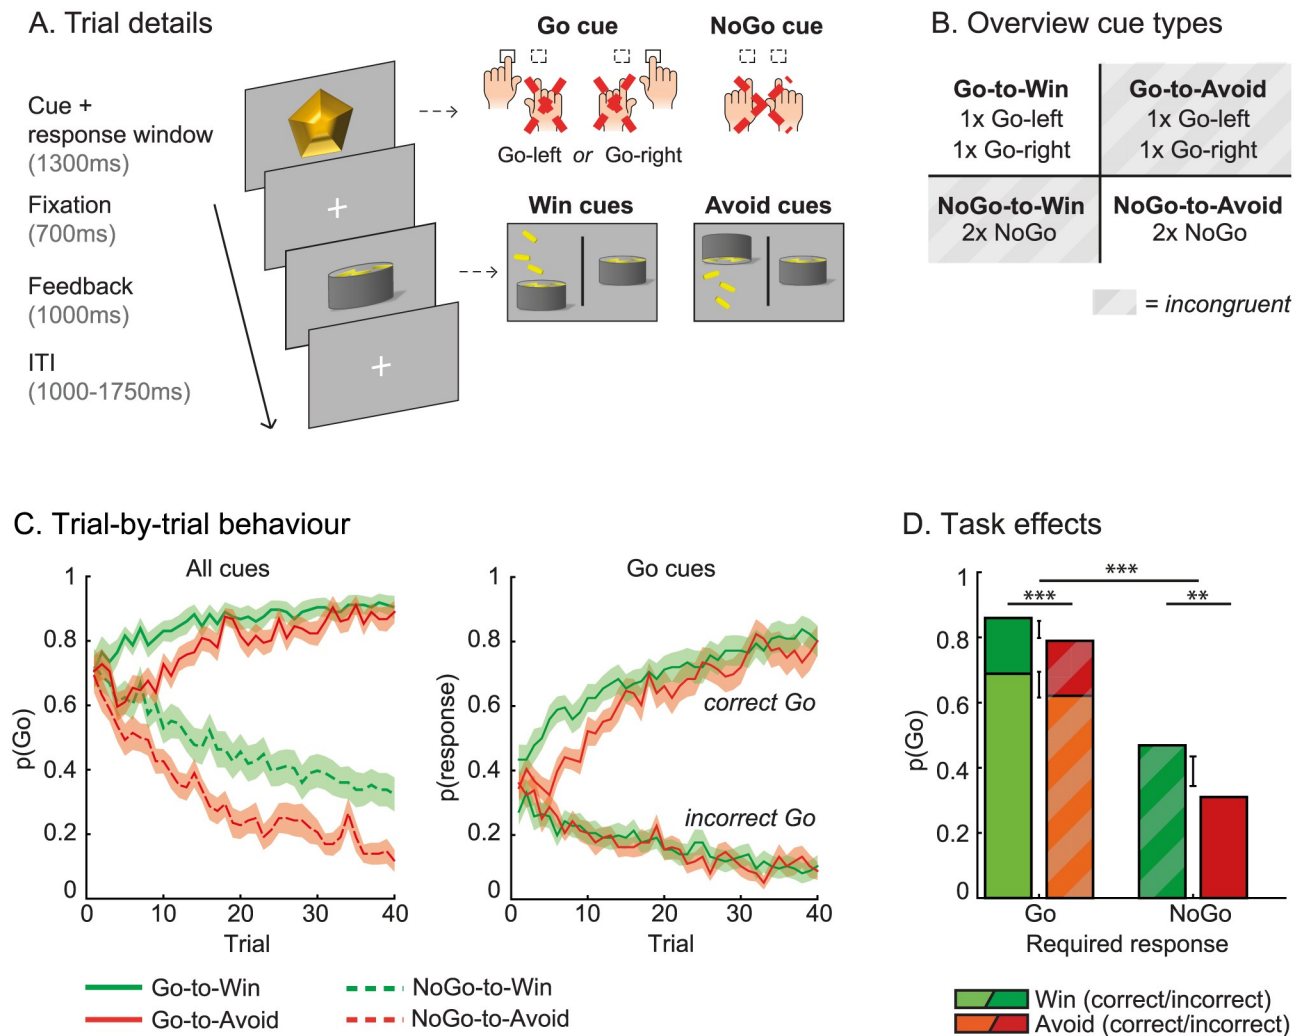 A. Trial details
Cue +
response window
(1300ms)
Fixation
(700ms)
Feedback
(1000ms)
ITI
(1000-1750ms)
Go cue
NoGo cue
Go-left or Go-right
Win cues
Avoid cues
B. Overview cue types
Go-to-Win
1x Go-left
1x Go-right
Go-to-Avoid
1x Go-left
1x Go-right
NoGo-to-Win
2x NoGo
NoGo-to-Avoid
2x NoGo
= incongruent
C. Trial-by-trial behaviour
All cues
p(Go)
1
0.8
0.6
0.4
0.2
0
0 10 20 30 40
Trial
Go cues
p(response)
1
0.8
0.6
0.4
0.2
0
correct Go
incorrect Go
0 10 20 30 40
Trial
Go-to-Win
Go-to-Avoid
NoGo-to-Win
NoGo-to-Avoid
D. Task effects
p(Go)
1
0.8
0.6
0.4
0.2
0
***
*** **
Go NoGo
Required response
Win (correct/incorrect)
Avoid (correct/incorrect)